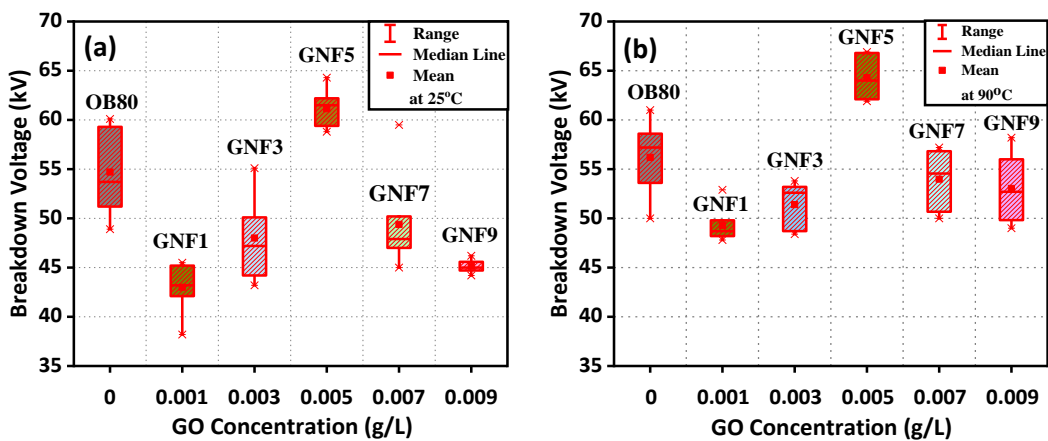 (a)
Range
Median Line
Mean
at 25°C
OB80
GNF1
GNF3
GNF5
GNF7
GNF9
70
65
60
55
50
45
40
35
Breakdown Voltage (kV)
0 0.001 0.003 0.005 0.007 0.009
GO Concentration (g/L)
(b)
Range
Median Line
Mean
at 90°C
OB80
GNF1
GNF3
GNF5
GNF7
GNF9
70
65
60
55
50
45
40
35
Breakdown Voltage (kV)
0 0.001 0.003 0.005 0.007 0.009
GO Concentration (g/L)